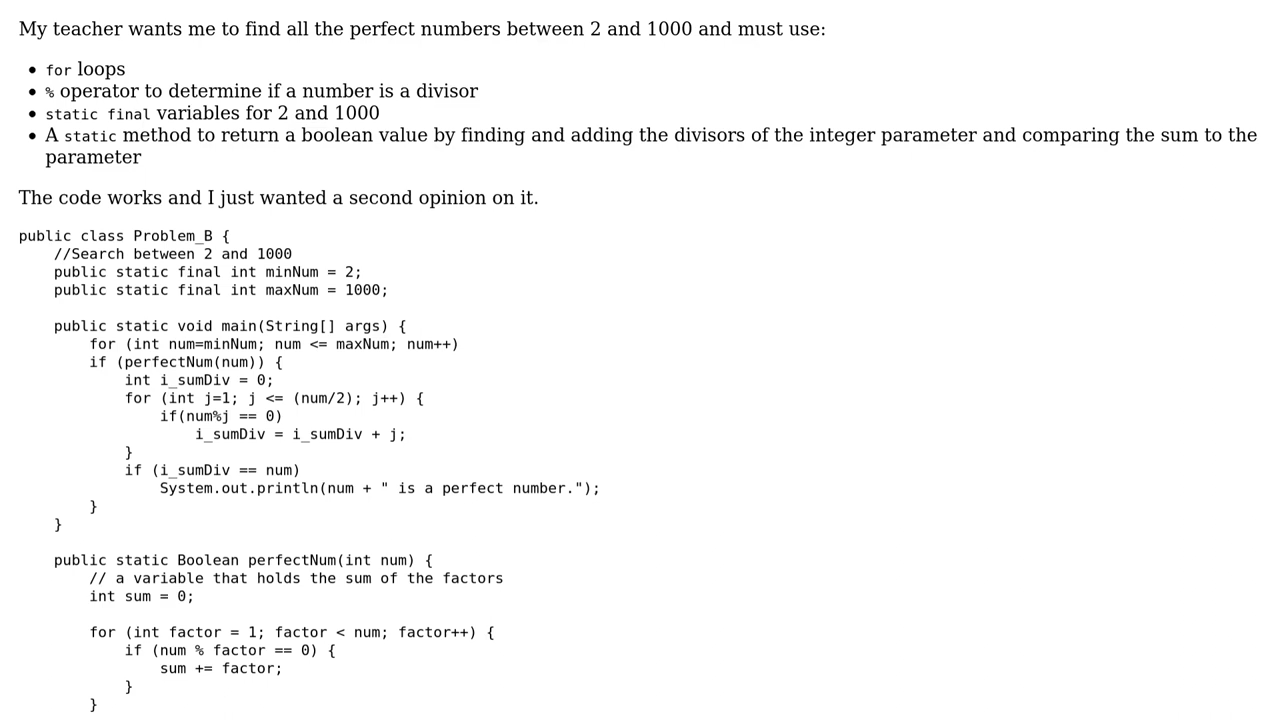 My teacher wants me to find all the perfect numbers between 2 and 1000 and must use:
• for loops
• % operator to determine if a number is a divisor
• static final variables for 2 and 1000
• A static method to return a boolean value by finding and adding the divisors of the integer parameter and comparing the sum to the
parameter
The code works and I just wanted a second opinion on it.
public class Problem_B {
    //Search between 2 and 1000
    public static final int minNum = 2;
    public static final int maxNum = 1000;

    public static void main(String[] args) {
        for (int num=minNum; num <= maxNum; num++)
        if (perfectNum(num)) {
            int i_sumDiv = 0;
            for (int j=1; j <= (num/2); j++) {
                if(num%j == 0)
                    i_sumDiv = i_sumDiv + j;
            }
            if (i_sumDiv == num)
                System.out.println(num + " is a perfect number.");
        }
    }

    public static Boolean perfectNum(int num) {
        // a variable that holds the sum of the factors
        int sum = 0;

        for (int factor = 1; factor < num; factor++) {
            if (num % factor == 0) {
                sum += factor;
            }
        }